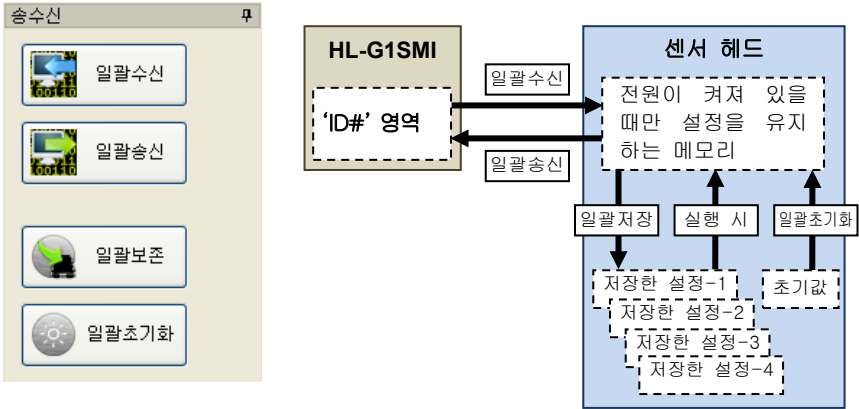 송수신
일괄수신
일괄송신
일괄보존
일괄초기화
HL-G1SMI
‘ID#’ 영역
일괄수신
일괄송신
센서 헤드
전원이 켜져 있을
때만 설정을 유지
하는 메모리
일괄저장
실행 시
일괄초기화
저장한 설정-1
저장한 설정-2
저장한 설정-3
저장한 설정-4
초기값